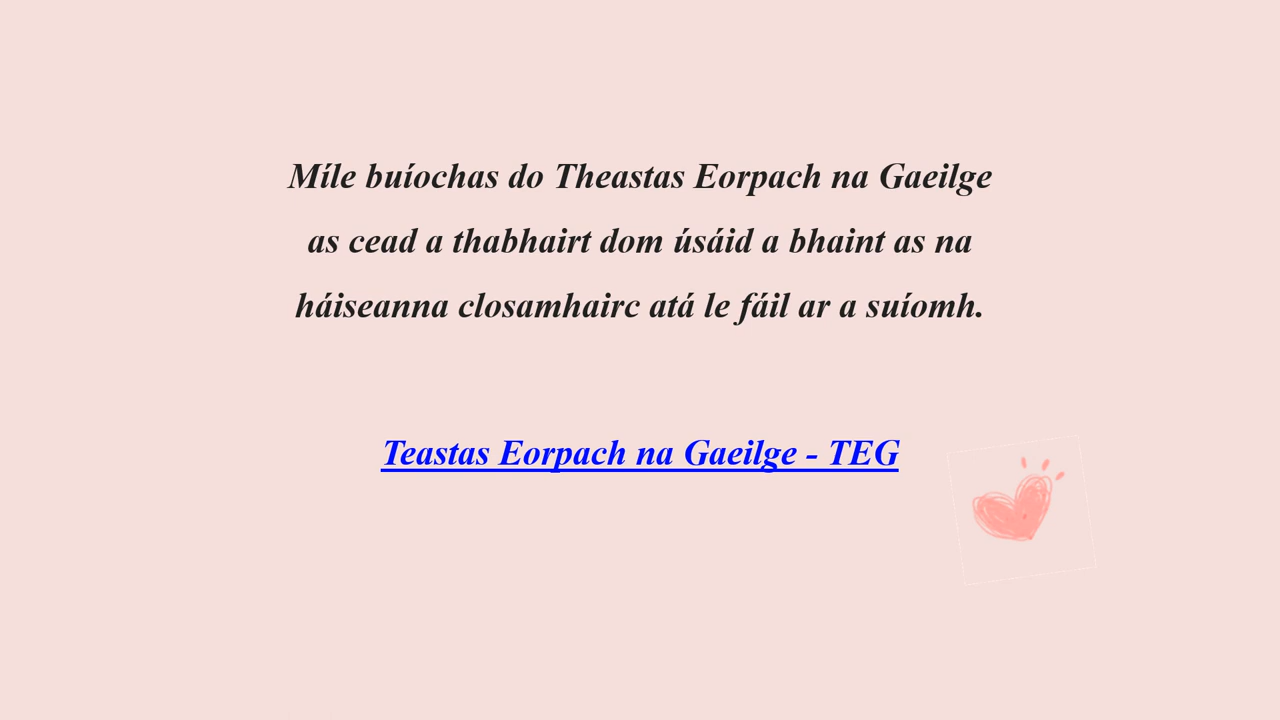 Míle buíochas do Theastas Eorpach na Gaeilge
as cead a thabhairt dom úsáid a bhaint as na
háiseanna closamhairc atá le fáil ar a suíomh.
Teastas Eorpach na Gaeilge - TEG